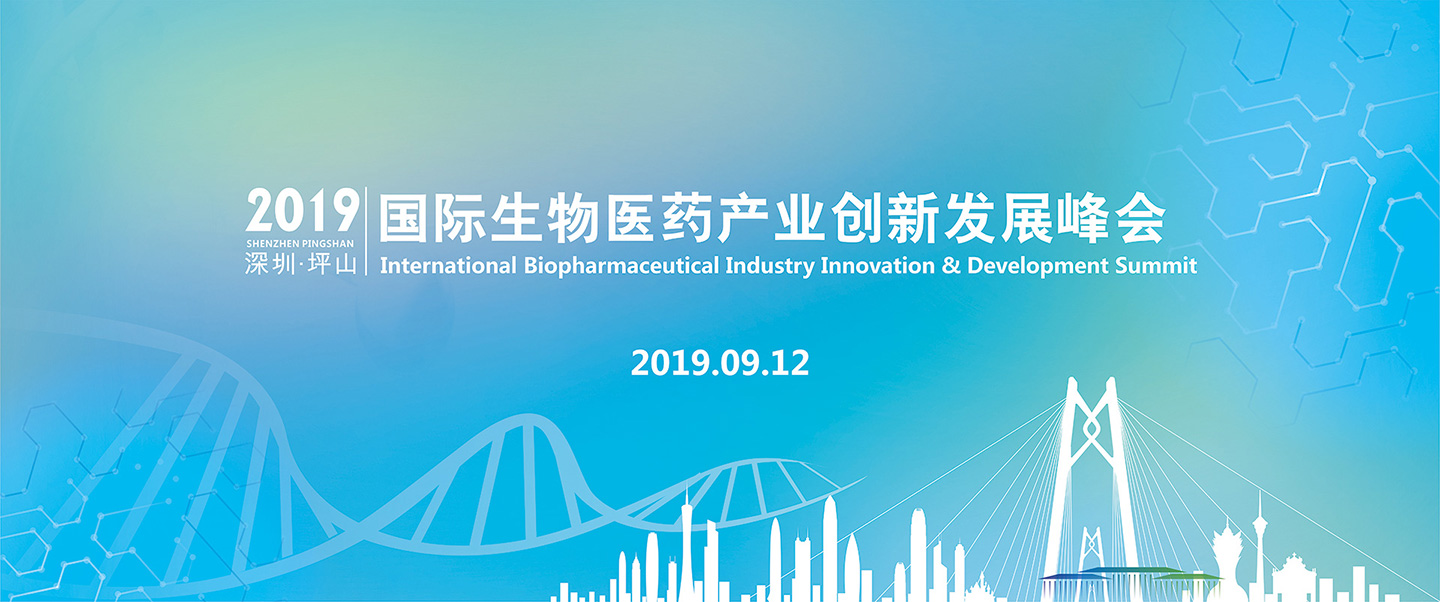 2019
SHENZHEN PINGSHAN
深圳·坪山
国际生物医药产业创新发展峰会
International Biopharmaceutical Industry Innovation & Development Summit
2019.09.12